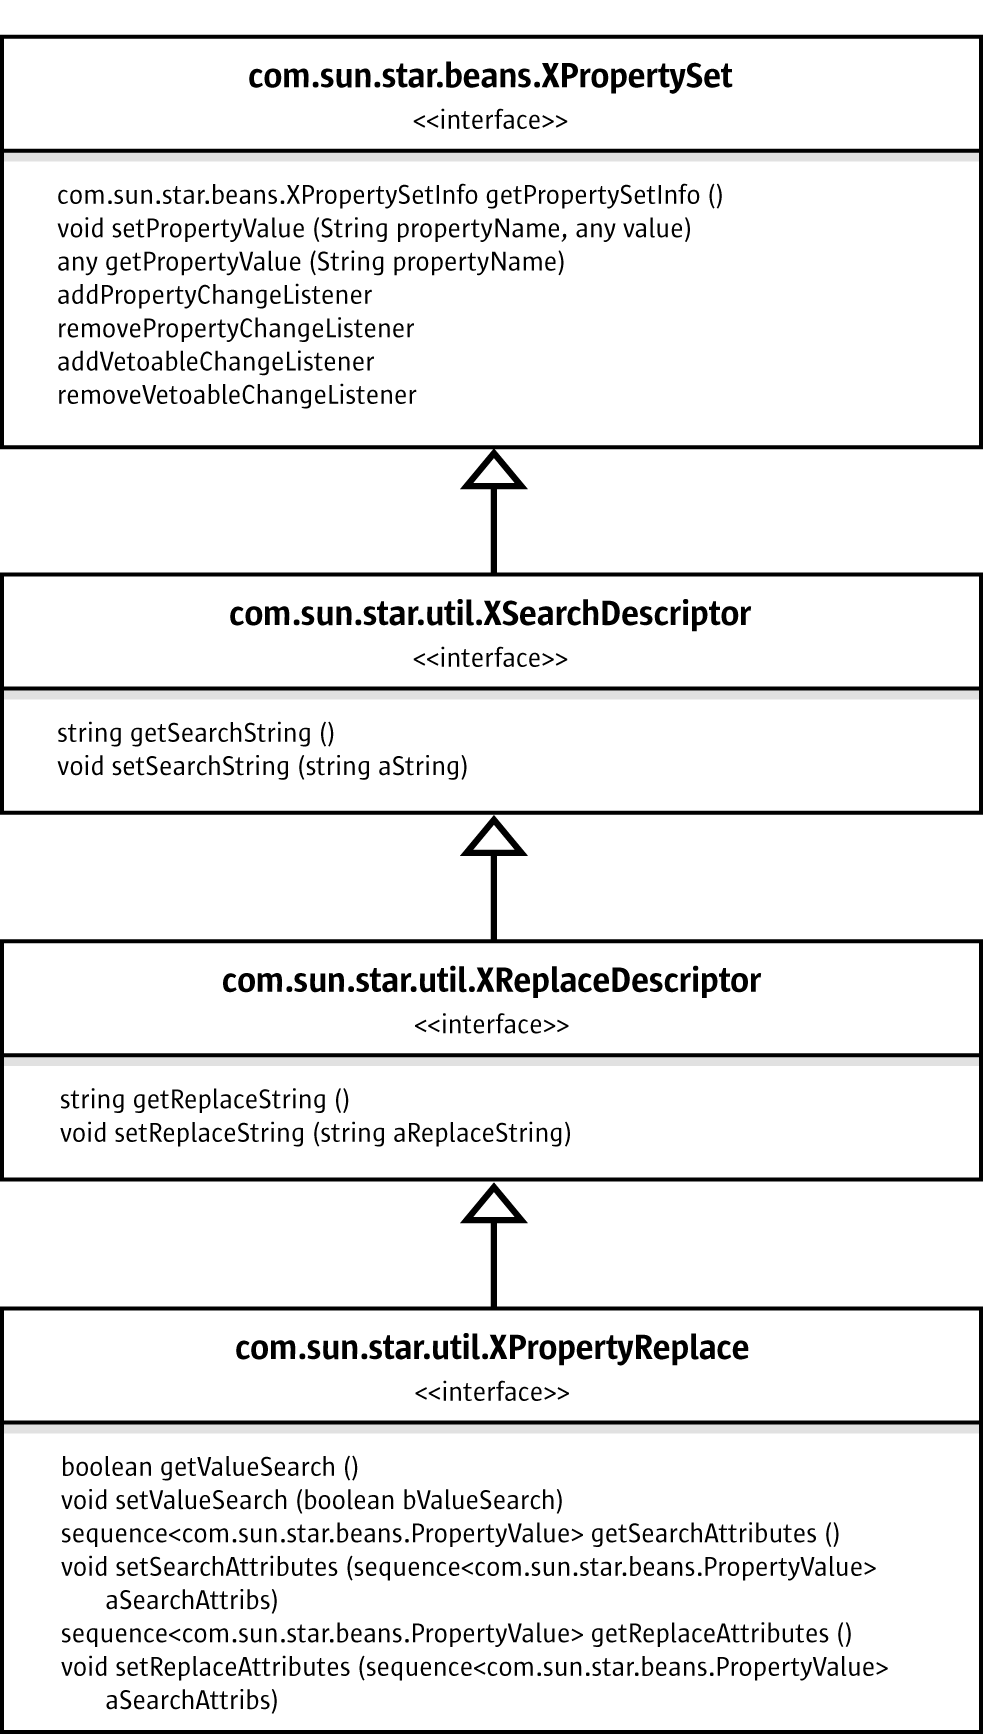 com.sun.star.beans.XPropertySet
<<interface>>
com.sun.star.beans.XPropertySetInfo getPropertySetInfo ()
void setPropertyValue (String propertyName, any value)
any getPropertyValue (String propertyName)
addPropertyChangeListener
removePropertyChangeListener
addVetoableChangeListener
removeVetoableChangeListener
com.sun.star.util.XSearchDescriptor
<<interface>>
string getSearchString ()
void setSearchString (string aString)
com.sun.star.util.XReplaceDescriptor
<<interface>>
string getReplaceString ()
void setReplaceString (string aReplaceString)
com.sun.star.util.XPropertyReplace
<<interface>>
boolean getValueSearch ()
void setValueSearch (boolean bValueSearch)
sequence<com.sun.star.beans.PropertyValue> getSearchAttributes ()
void setSearchAttributes (sequence<com.sun.star.beans.PropertyValue>
aSearchAttribs)
sequence<com.sun.star.beans.PropertyValue> getReplaceAttributes ()
void setReplaceAttributes (sequence<com.sun.star.beans.PropertyValue>
aSearchAttribs)